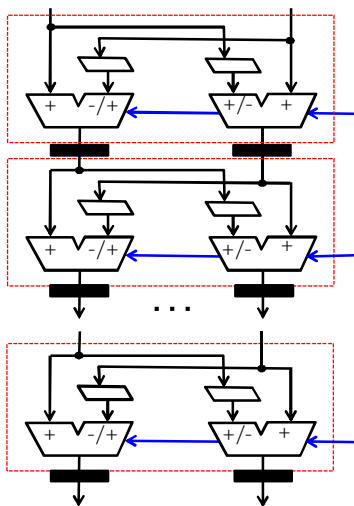 + -/+ +/- +
+ -/+ +/- +
...
+ -/+ +/- +